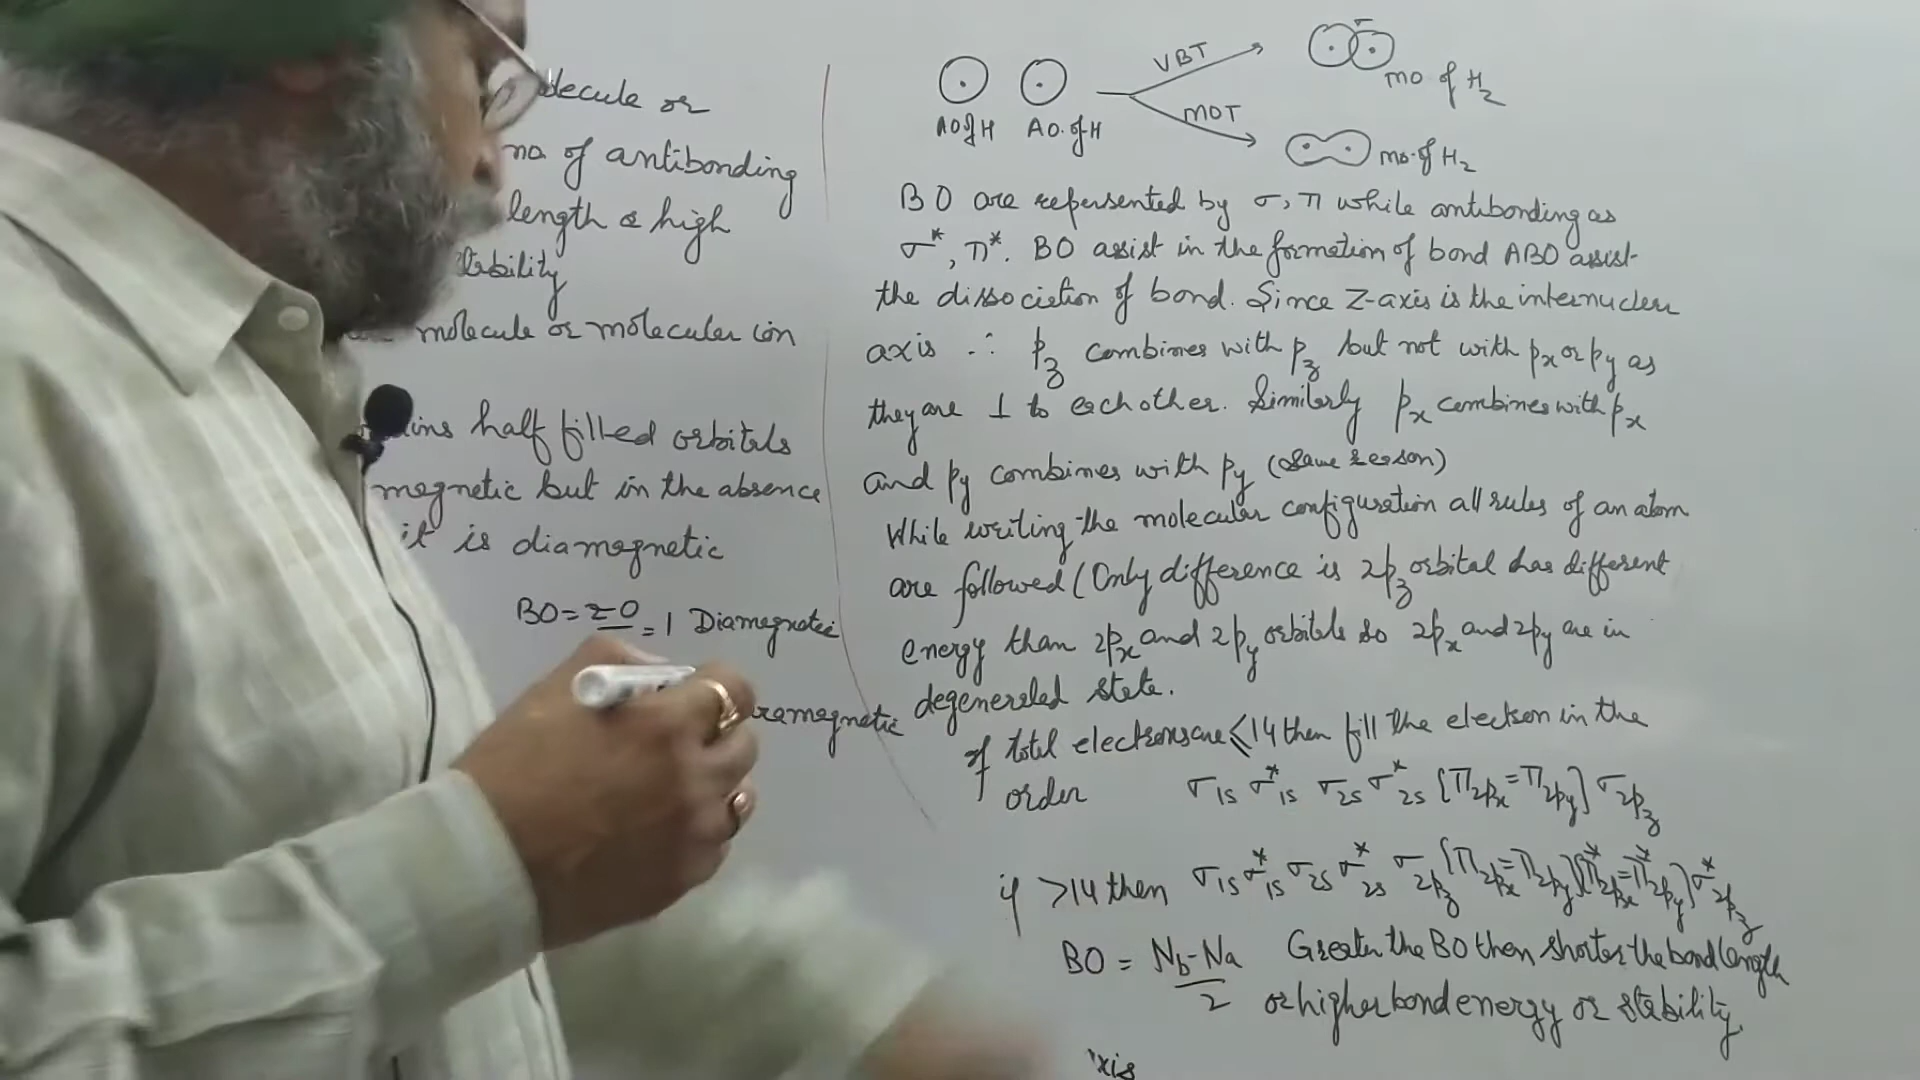 or
no. of antibonding
length & high
stability
molecule or molecular ion
half filled orbitals
magnetic but in the absence
it is diamagnetic
BO = 2-0/2 = 1 Diamagnetic
ramagnetic
VBT
MOT
AO of H AO. of H
MO of H2
mo. of H2
BO are repersented by σ, π while antibonding as
σ*, π*. BO assist in the formation of bond ABO assist
the dissocietion of bond. Since Z-axis is the internuclear
axis ∴ pz combines with pz but not with px or py as
they are ⊥ to each other. Similarly px combines with px
and py combines with py (Same reason)
While writing the molecular configuration all rules of an atom
are followed (Only difference is 2pz orbital has different
energy than 2px and 2py orbitals so 2px and 2py are in
degenereted state.
If total electrons are ≤14 then fill the electron in the
order σ1s σ*1s σ2s σ*2s [π2px=π2py] σ2pz
if >14 then σ1s σ*1s σ2s σ*2s σ2pz [π2px=π2py] [π*2px=π*2py] σ*2pz
BO = Nb-Na/2 Greater the BO then shorter the bond length
or higher bond energy or stability.
xis